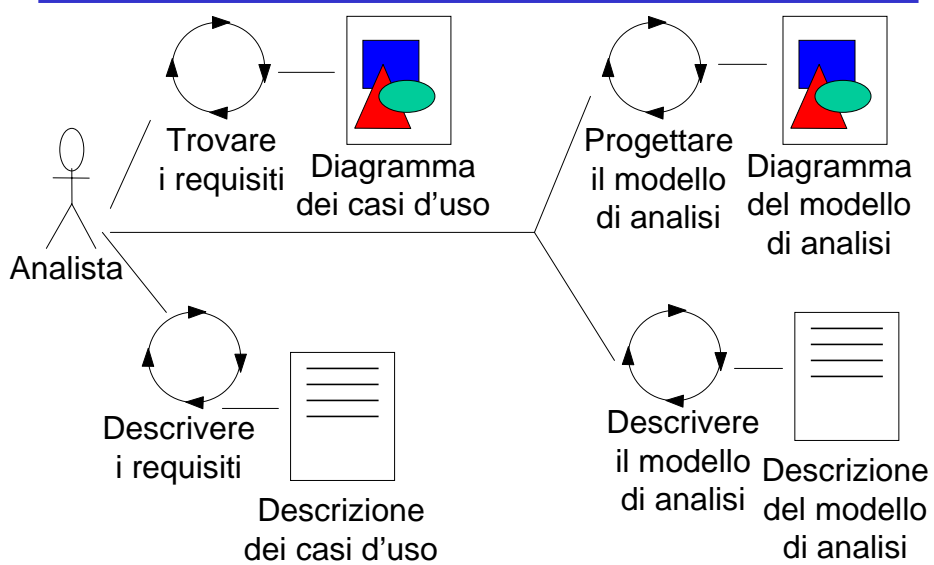 Trovare
i requisiti
Diagramma
dei casi d'uso
Progettare
il modello
di analisi
Diagramma
del modello
di analisi
Analista
Descrivere
i requisiti
Descrizione
dei casi d'uso
Descrivere
il modello
di analisi
Descrizione
del modello
di analisi